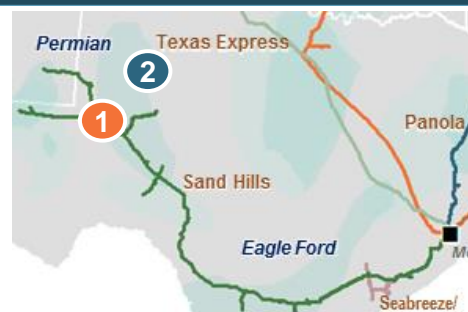 Permian
Texas Express
2
1
Panola
Sand Hills
Eagle Ford
Seabreeze/